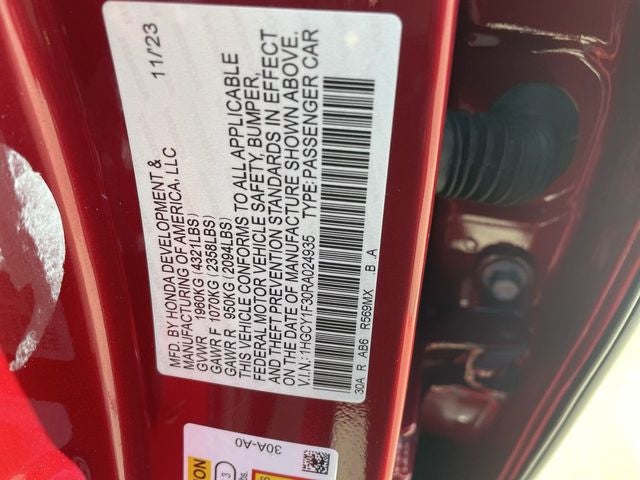 MFD. BY HONDA DEVELOPMENT & 11/23
MANUFACTURING OF AMERICA, LLC
GVWR 1960KG (4321LBS)
GAWR F 1070KG (2359LBS)
GAWR R 950KG (2094LBS)
THIS VEHICLE CONFORMS TO ALL APPLICABLE
FEDERAL MOTOR VEHICLE SAFETY, BUMPER,
AND THEFT PREVENTION STANDARDS IN EFFECT
ON THE DATE OF MANUFACTURE SHOWN ABOVE.
V.I.N.:1HGCY1F30RA024935 TYPE:PASSENGER CAR
30A R AB6 R569MX B A
30A-A0
3